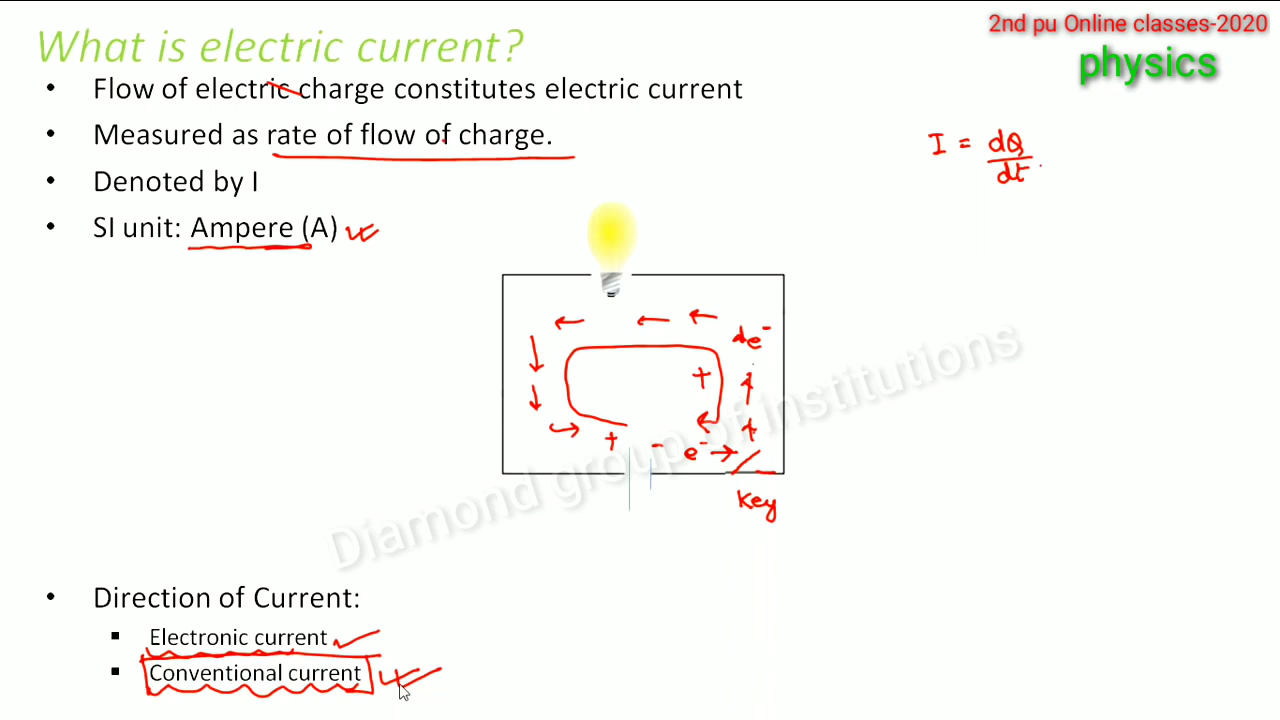 What is electric current?
2nd pu Online classes-2020
physics
• Flow of electric charge constitutes electric current
• Measured as rate of flow of charge.
I = dQ/dt
• Denoted by I
• SI unit: Ampere (A)
e⁻
+
+ - e⁻
Key
Diamond group of institutions
• Direction of Current:
▪ Electronic current
▪ Conventional current